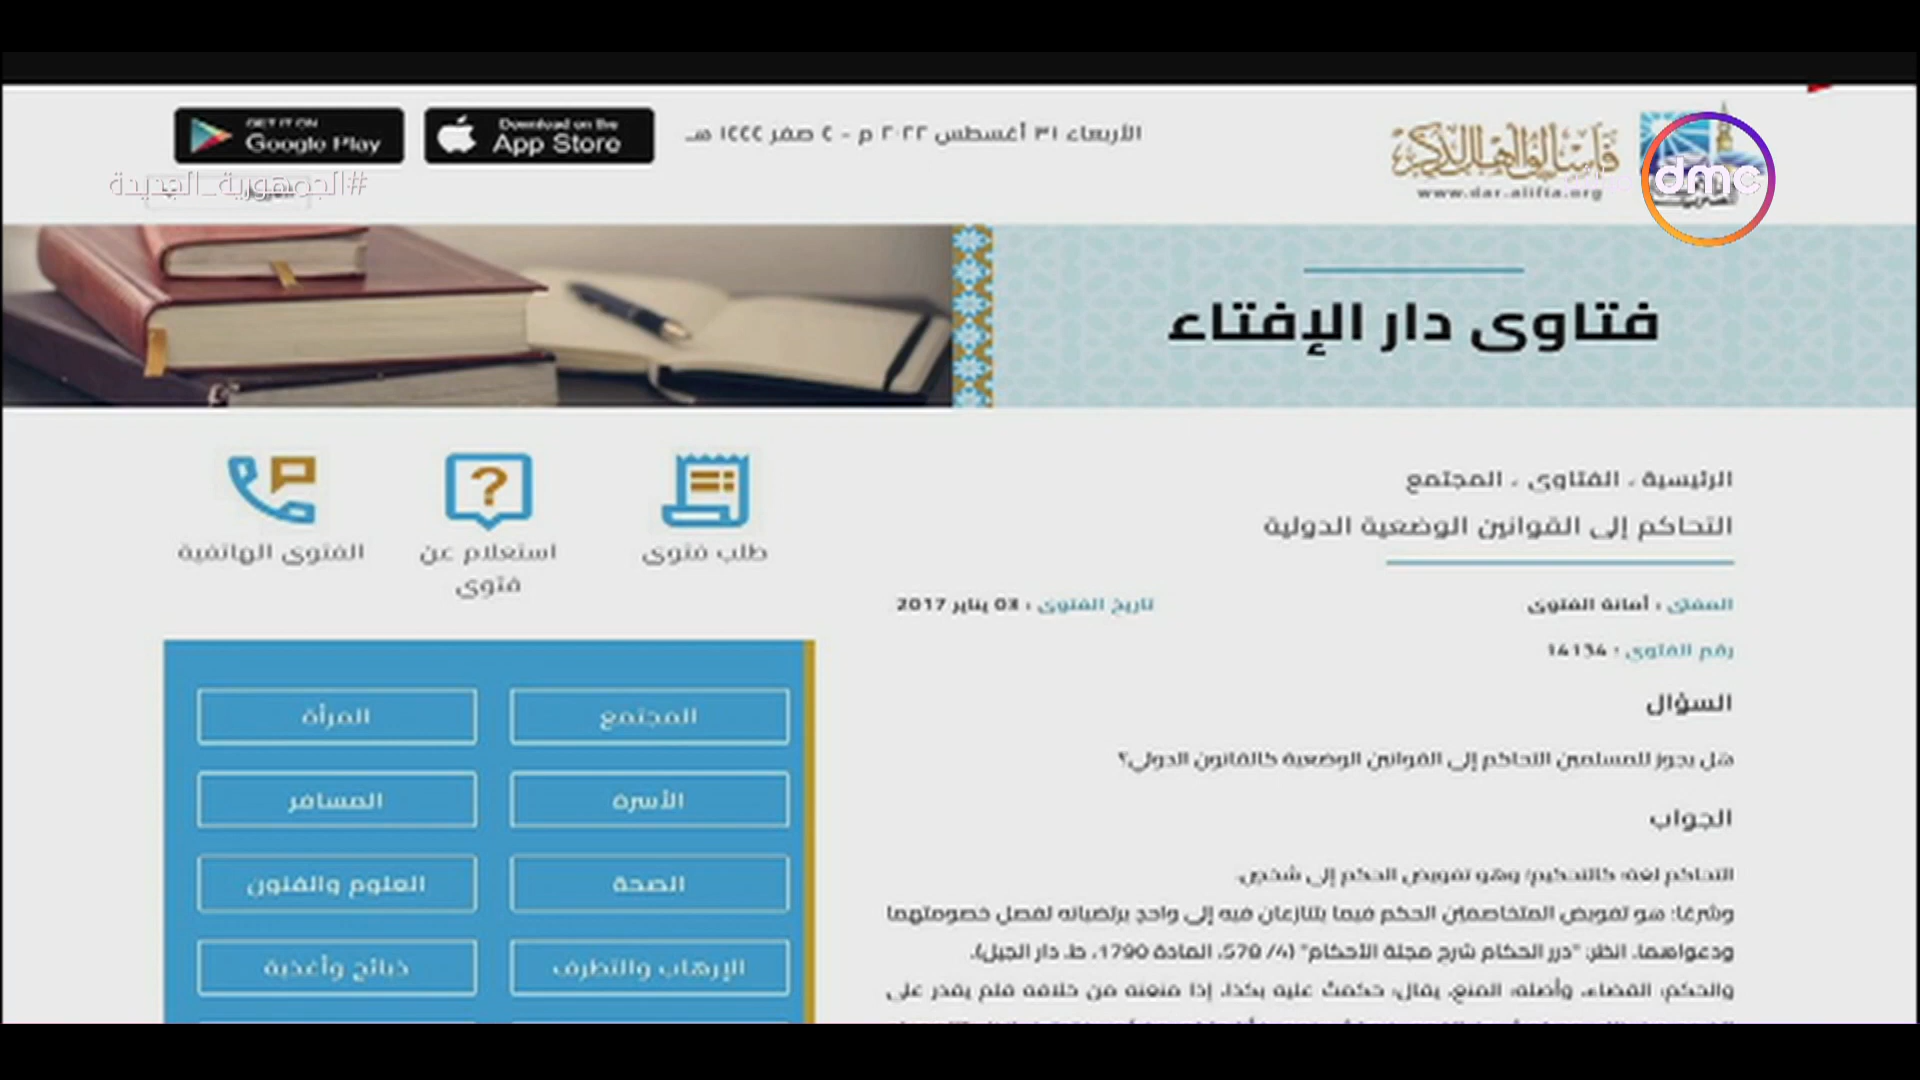 GET IT ON
Google Play
Download on the
App Store
الأربعاء ٣١ أغسطس ٢٠٢٢ م - ٤ صفر ١٤٤٤ هـ
فاسألوا أهل الذكر
www.dar-alifta.org
dmc
#الجمهورية_الجديدة
فتاوى دار الإفتاء
الرئيسية . الفتاوى . المجتمع
التحاكم إلى القوانين الوضعية الدولية
المفتى : أمانة الفتوى
تاريخ الفتوى : 03 يناير 2017
رقم الفتوى : 14134
السؤال
هل يجوز للمسلمين التحاكم إلى القوانين الوضعية كالقانون الدولي؟
الجواب
التحاكم لغة: كالتحكيم؛ وهو تفويض الحكم إلى شخص.
وشرعًا: هو تفويض المتخاصمين الحكم فيما يتنازعان فيه إلى واحدٍ يرتضيانه لفصل خصومتهما
ودعواهما. انظر: "درر الحكام شرح مجلة الأحكام" (4/ 578، المادة 1790، ط. دار الجيل).
والحكم: القضاء، وأصله: المنع، يقال: حكمتُ عليه بكذا، إذا منعته من خلافه فلم يقدر على
طلب فتوى
استعلام عن
فتوى
الفتوى الهاتفية
المجتمع
المرأة
الأسرة
المسافر
الصحة
العلوم والفنون
الإرهاب والتطرف
ذبائح وأغذية